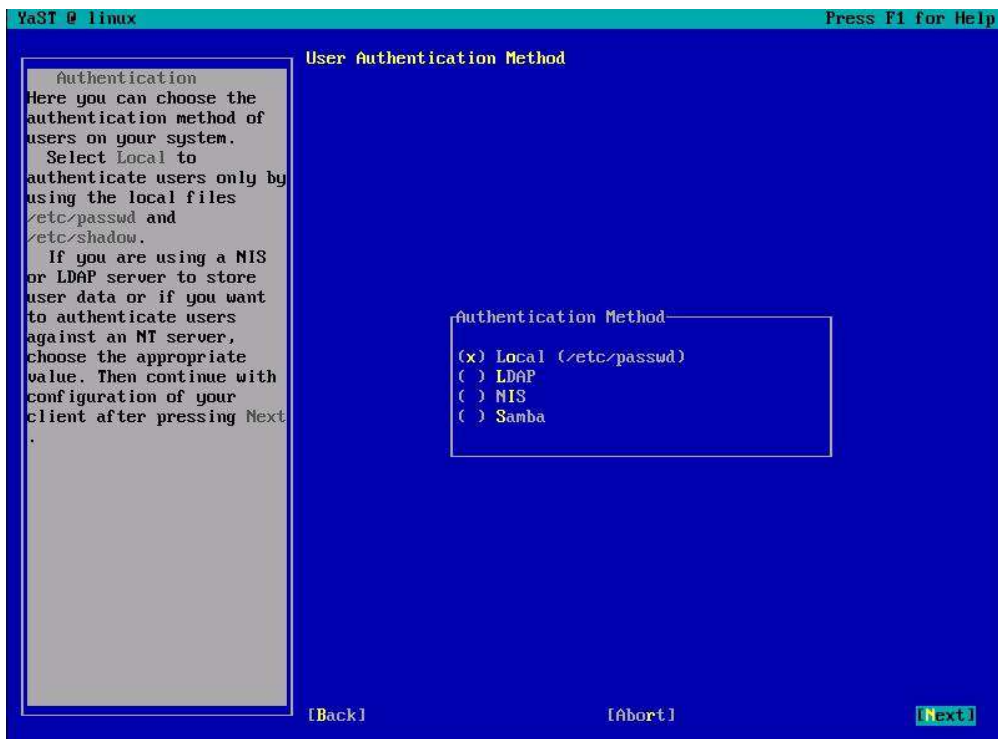 YaST @ linux Press F1 for Help
User Authentication Method
Authentication
Here you can choose the
authentication method of
users on your system.
Select Local to
authenticate users only by
using the local files
/etc/passwd and
/etc/shadow.
If you are using a NIS
or LDAP server to store
user data or if you want
to authenticate users
against an NT server,
choose the appropriate
value. Then continue with
configuration of your
client after pressing Next
.
Authentication Method
(x) Local (/etc/passwd)
( ) LDAP
( ) NIS
( ) Samba
[Back] [Abort] [Next]